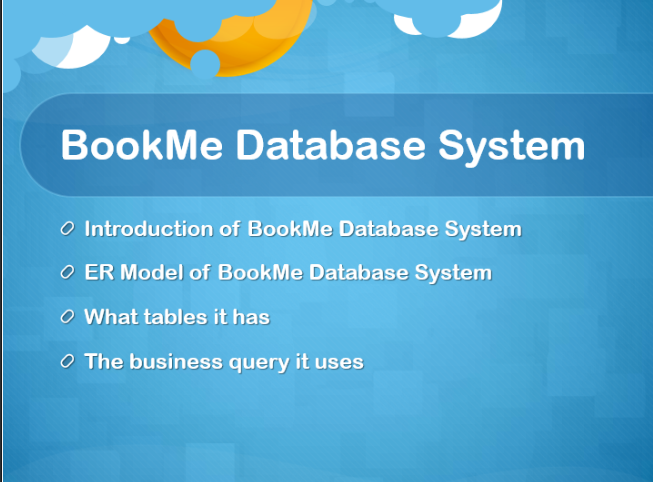 BookMe Database System
Introduction of BookMe Database System
ER Model of BookMe Database System
What tables it has
The business query it uses